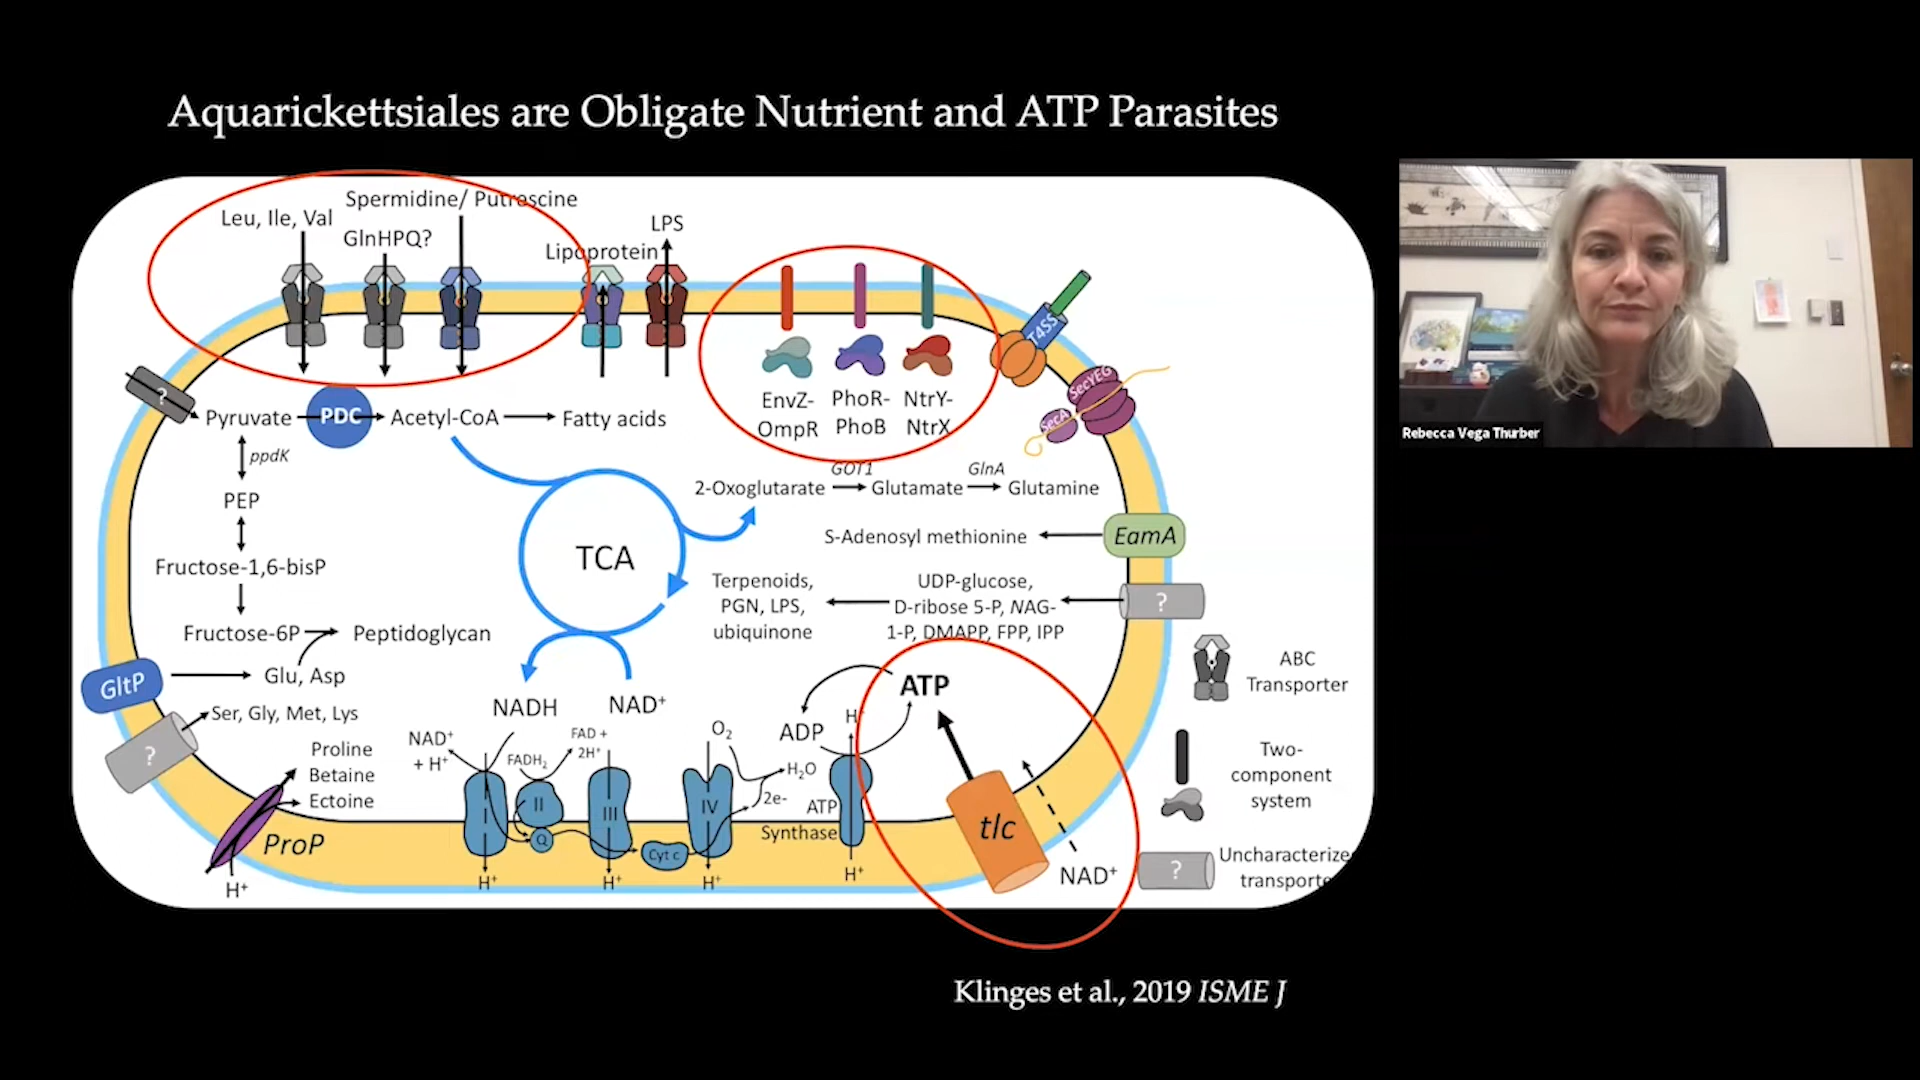 Aquarickettsiales are Obligate Nutrient and ATP Parasites
Spermidine/ Putrescine
Leu, Ile, Val
GlnHPQ?
Lipoprotein
LPS
EnvZ-
OmpR
PhoR-
PhoB
NtrY-
NtrX
T4SS
SecYEG
SecA
?
Pyruvate
PDC
Acetyl-CoA
Fatty acids
ppdK
PEP
Fructose-1,6-bisP
Fructose-6P
Peptidoglycan
Glu, Asp
GltP
Ser, Gly, Met, Lys
?
Proline
Betaine
Ectoine
ProP
H+
TCA
GOT1
GlnA
2-Oxoglutarate
Glutamate
Glutamine
S-Adenosyl methionine
EamA
Terpenoids,
PGN, LPS,
ubiquinone
UDP-glucose,
D-ribose 5-P, NAG-
1-P, DMAPP, FPP, IPP
?
NADH
NAD+
NAD+
+ H+
FADH2
FAD +
2H+
O2
H2O
2e-
I
II
III
IV
Q
Cyt c
H+
H+
H+
ADP
ATP
H+
ATP
Synthase
H+
tlc
NAD+
ABC
Transporter
Two-
component
system
?
Uncharacterize
transporte
Klinges et al., 2019 ISME J
Rebecca Vega Thurber